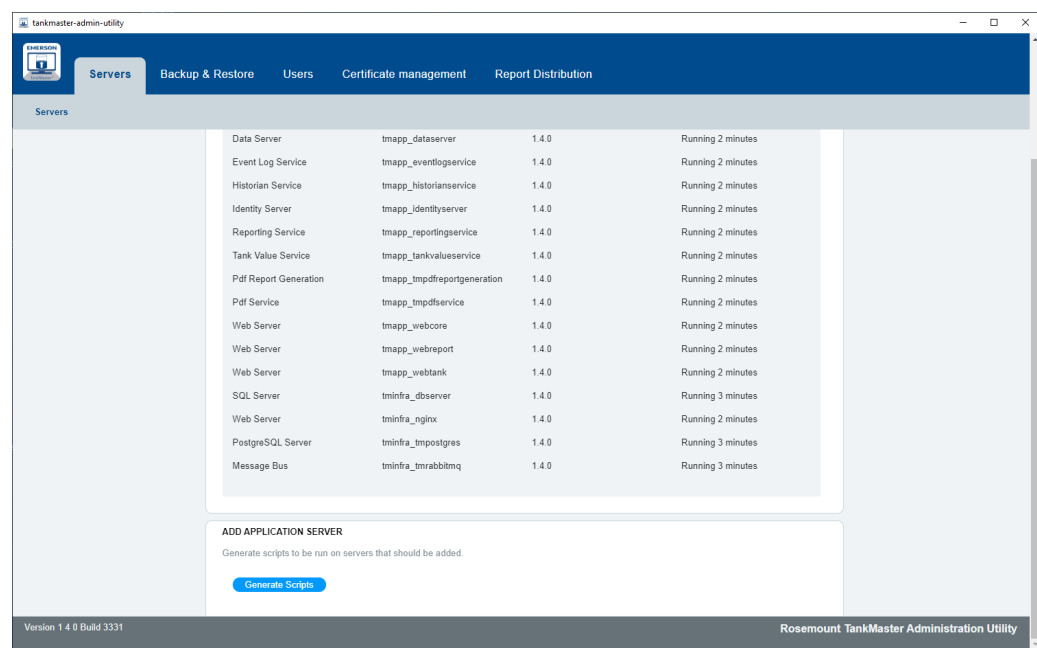 tankmaster-admin-utility
EMERSON
Servers Backup & Restore Users Certificate management Report Distribution
Servers
Data Server tmapp_dataserver 1.4.0 Running 2 minutes
Event Log Service tmapp_eventlogservice 1.4.0 Running 2 minutes
Historian Service tmapp_historianservice 1.4.0 Running 2 minutes
Identity Server tmapp_identityserver 1.4.0 Running 2 minutes
Reporting Service tmapp_reportingservice 1.4.0 Running 2 minutes
Tank Value Service tmapp_tankvalueservice 1.4.0 Running 2 minutes
Pdf Report Generation tmapp_tmpdfreportgeneration 1.4.0 Running 2 minutes
Pdf Service tmapp_tmpdfservice 1.4.0 Running 2 minutes
Web Server tmapp_webcore 1.4.0 Running 2 minutes
Web Server tmapp_webreport 1.4.0 Running 2 minutes
Web Server tmapp_webtank 1.4.0 Running 2 minutes
SQL Server tminfra_dbserver 1.4.0 Running 3 minutes
Web Server tminfra_nginx 1.4.0 Running 2 minutes
PostgreSQL Server tminfra_tmpostgres 1.4.0 Running 3 minutes
Message Bus tminfra_tmrabbitmq 1.4.0 Running 3 minutes
ADD APPLICATION SERVER
Generate scripts to be run on servers that should be added.
Generate Scripts
Version 1 4 0 Build 3331 Rosemount TankMaster Administration Utility